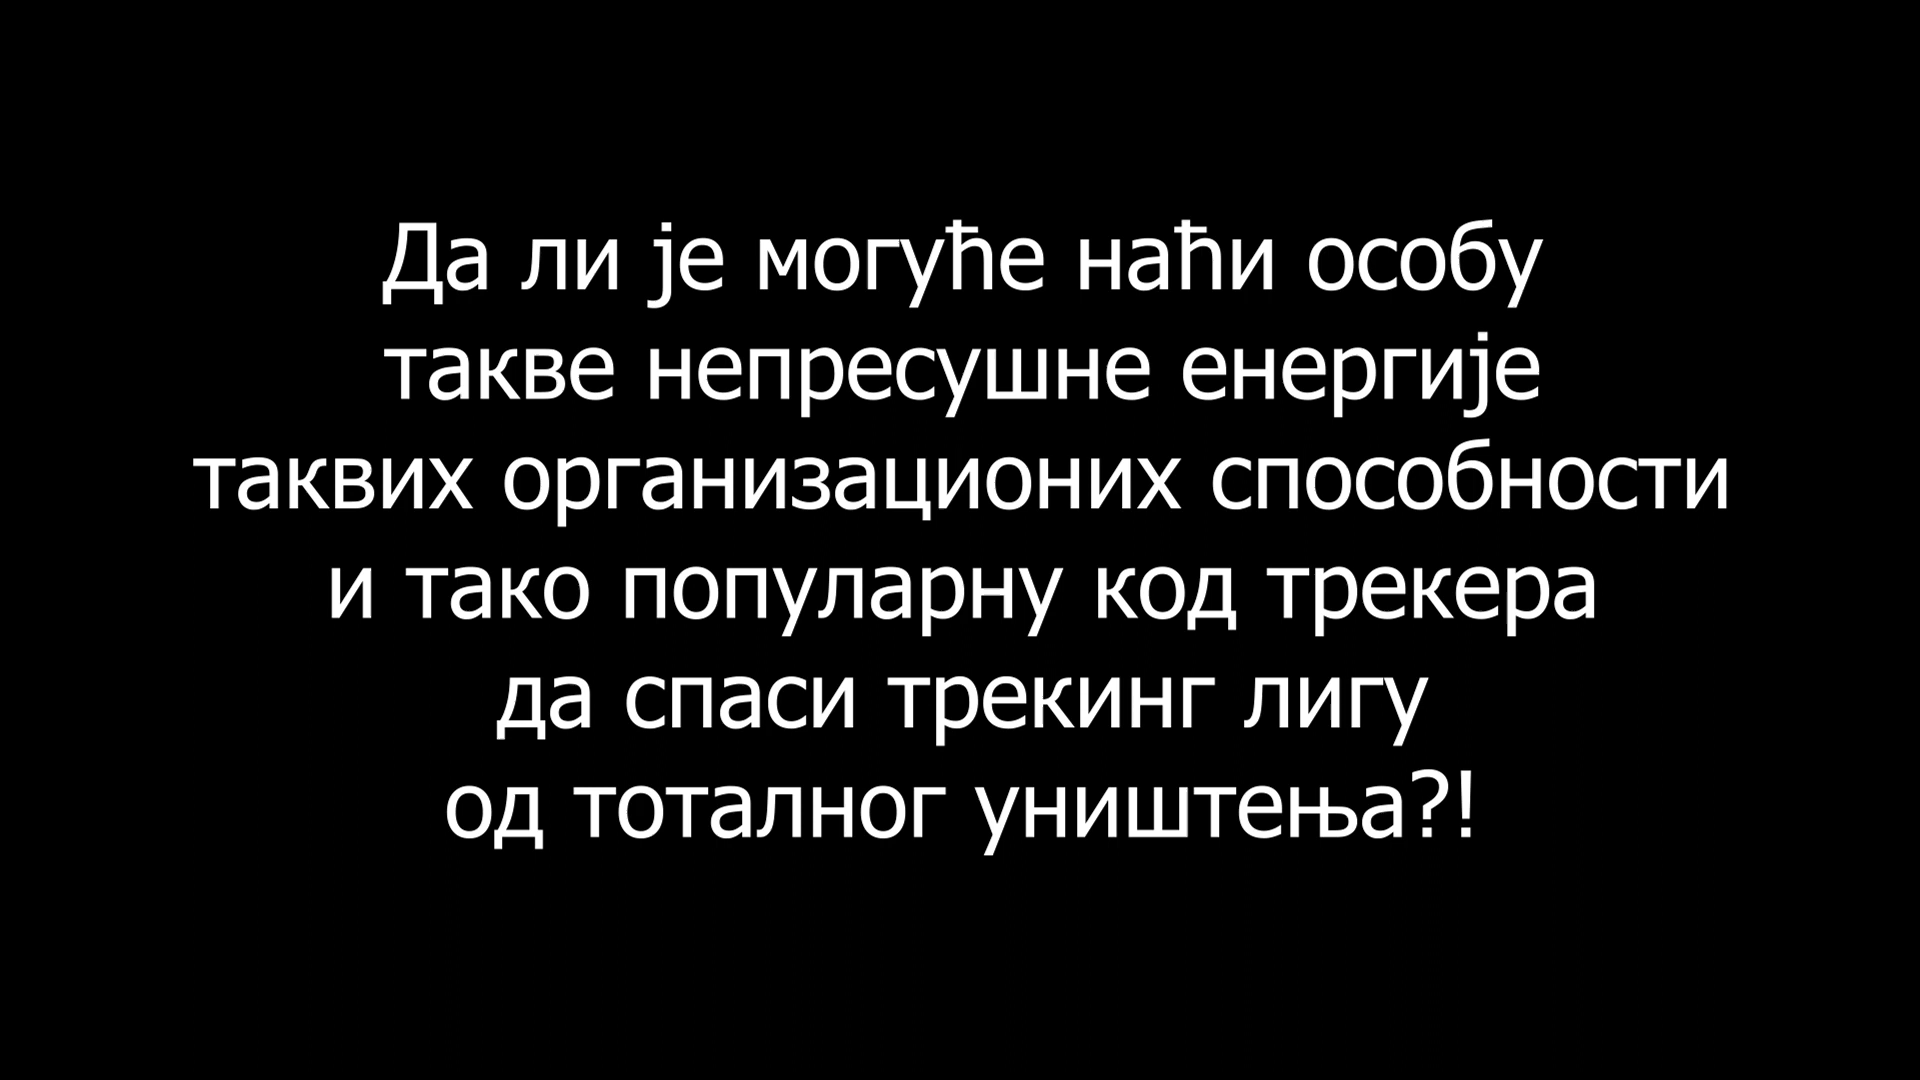 Да ли је могуће наћи особу
такве непресушне енергије
таквих организационих способности
и тако популарну код трекера
да спаси трекинг лигу
од тоталног уништења?!